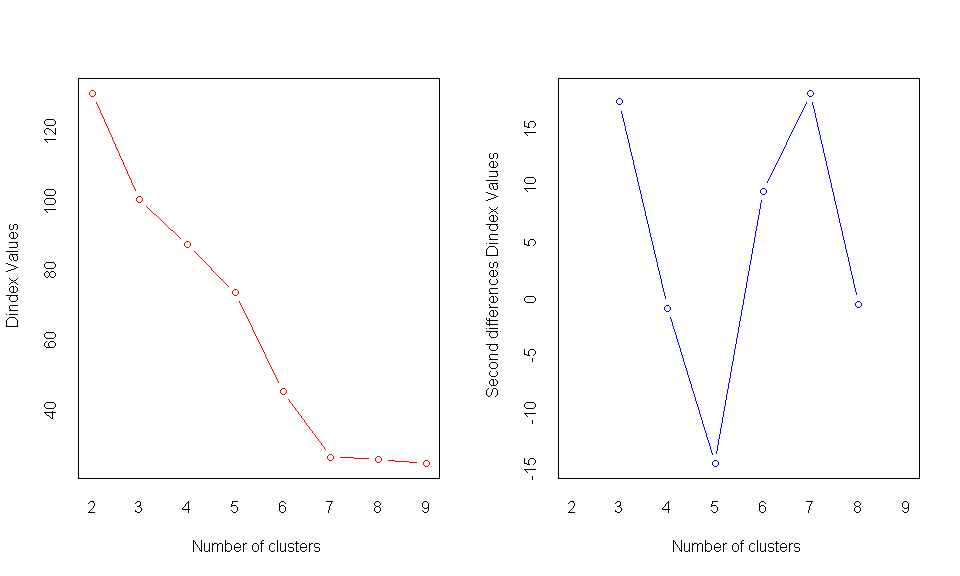 Dindex Values
120
100
80
60
40
2 3 4 5 6 7 8 9
Number of clusters
Second differences Dindex Values
15
10
5
0
-5
-10
-15
2 3 4 5 6 7 8 9
Number of clusters